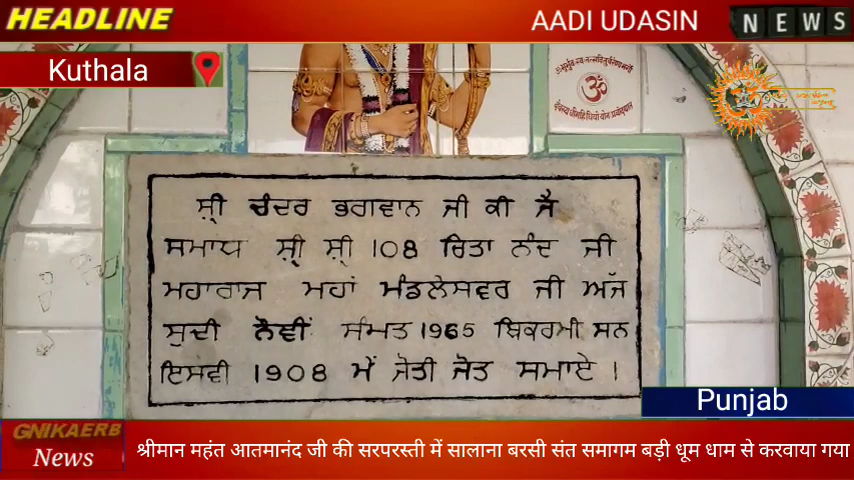 HEADLINE
AADI UDASIN
NEWS
Kuthala
ਸ਼੍ਰੀ ਚੰਦਰ ਭਗਵਾਨ ਜੀ ਕੀ ਜੈ
ਸਮਾਧ ਸ਼੍ਰੀ ਸ਼੍ਰੀ 108 ਚਿਤਾ ਨੰਦ ਜੀ
ਮਹਾਰਾਜ ਮਹਾਂ ਮੰਡਲੇਸਵਰ ਜੀ ਅੱਜ
ਸੁਦੀ ਨੋਵੀਂ ਸੰਮਤ 1965 ਬਿਕਰਮੀ ਸਨ
ਇਸਵੀ 1908 ਮੇਂ ਜੋਤੀ ਜੋਤ ਸਮਾਏ ।
Punjab
GNIKAERB
News
श्रीमान महंत आतमानंद जी की सरपरस्ती में सालाना बरसी संत समागम बड़ी धूम धाम से करवाया गया